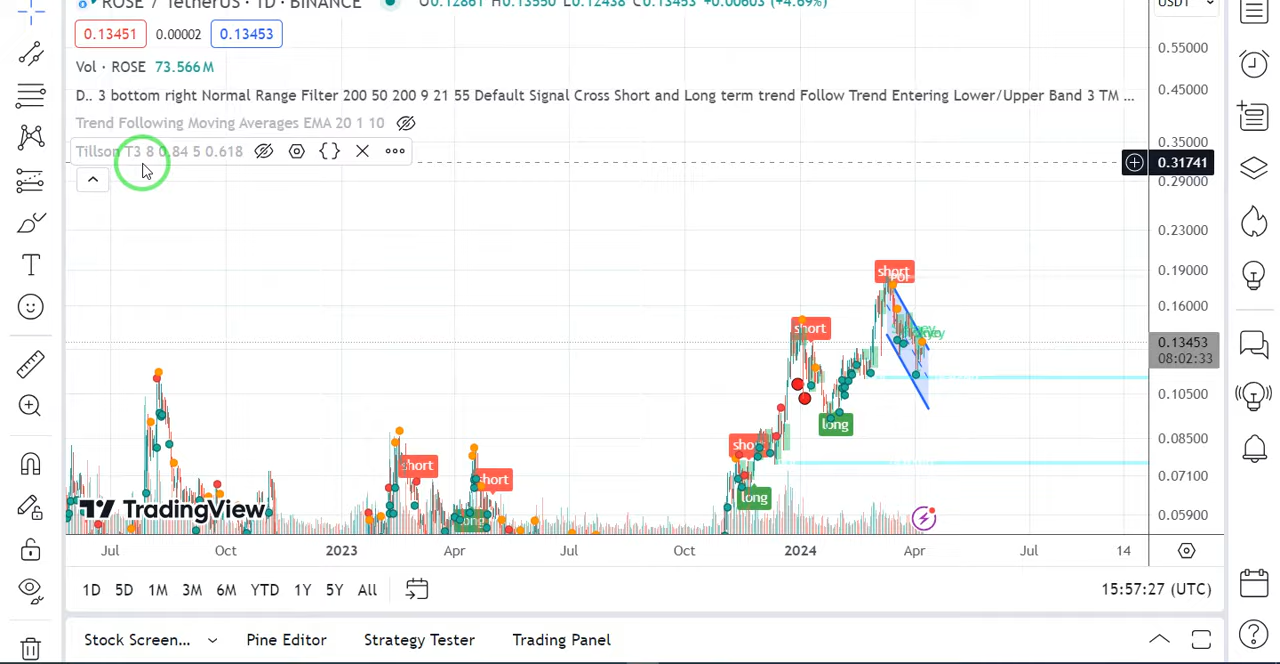 ROSE / TetherUS · 1D · BINANCE O0.12861 H0.13550 L0.12438 C0.13453 +0.00603 (+4.69%)
USDT
0.13451 0.00002 0.13453
Vol · ROSE 73.566M
D.. 3 bottom right Normal Range Filter 200 50 200 9 21 55 Default Signal Cross Short and Long term trend Follow Trend Entering Lower/Upper Band 3 TM ...
Trend Following Moving Averages EMA 20 1 10
Tillson T3 8 0.84 5 0.618
0.55000
0.45000
0.35000
0.31741
0.29000
0.23000
0.19000
0.16000
0.13453
08:02:33
0.10500
0.08500
0.07100
0.05900
short
short
long
short
long
short
short
long
TradingView
Jul Oct 2023 Apr Jul Oct 2024 Apr Jul 14
1D 5D 1M 3M 6M YTD 1Y 5Y All
15:57:27 (UTC)
Stock Screen... Pine Editor Strategy Tester Trading Panel